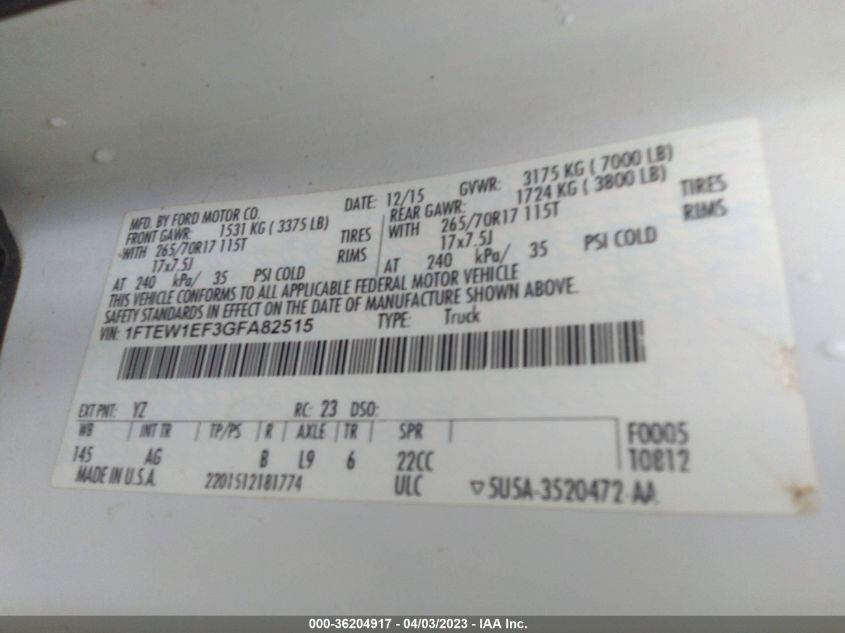 MFD. BY FORD MOTOR CO.
DATE: 12/15
GVWR: 3175 KG ( 7000 LB)
FRONT GAWR: 1531 KG ( 3375 LB)
REAR GAWR: 1724 KG ( 3800 LB)
WITH 265/70R17 115T TIRES
WITH 265/70R17 115T TIRES
17x7.5J RIMS
17x7.5J RIMS
AT 240 kPa/ 35 PSI COLD
AT 240 kPa/ 35 PSI COLD
THIS VEHICLE CONFORMS TO ALL APPLICABLE FEDERAL MOTOR VEHICLE
SAFETY STANDARDS IN EFFECT ON THE DATE OF MANUFACTURE SHOWN ABOVE.
VIN: 1FTEW1EF3GFA82515 TYPE: Truck
EXT PNT: YZ RC: 23 DSO:
WB INT TR TP/PS R AXLE TR SPR F0005
145 AG B L9 6 22CC T0812
MADE IN U.S.A. 2201512181774 ULC ▽5U5A-3520472-AA
000-36204917 - 04/03/2023 - IAA Inc.